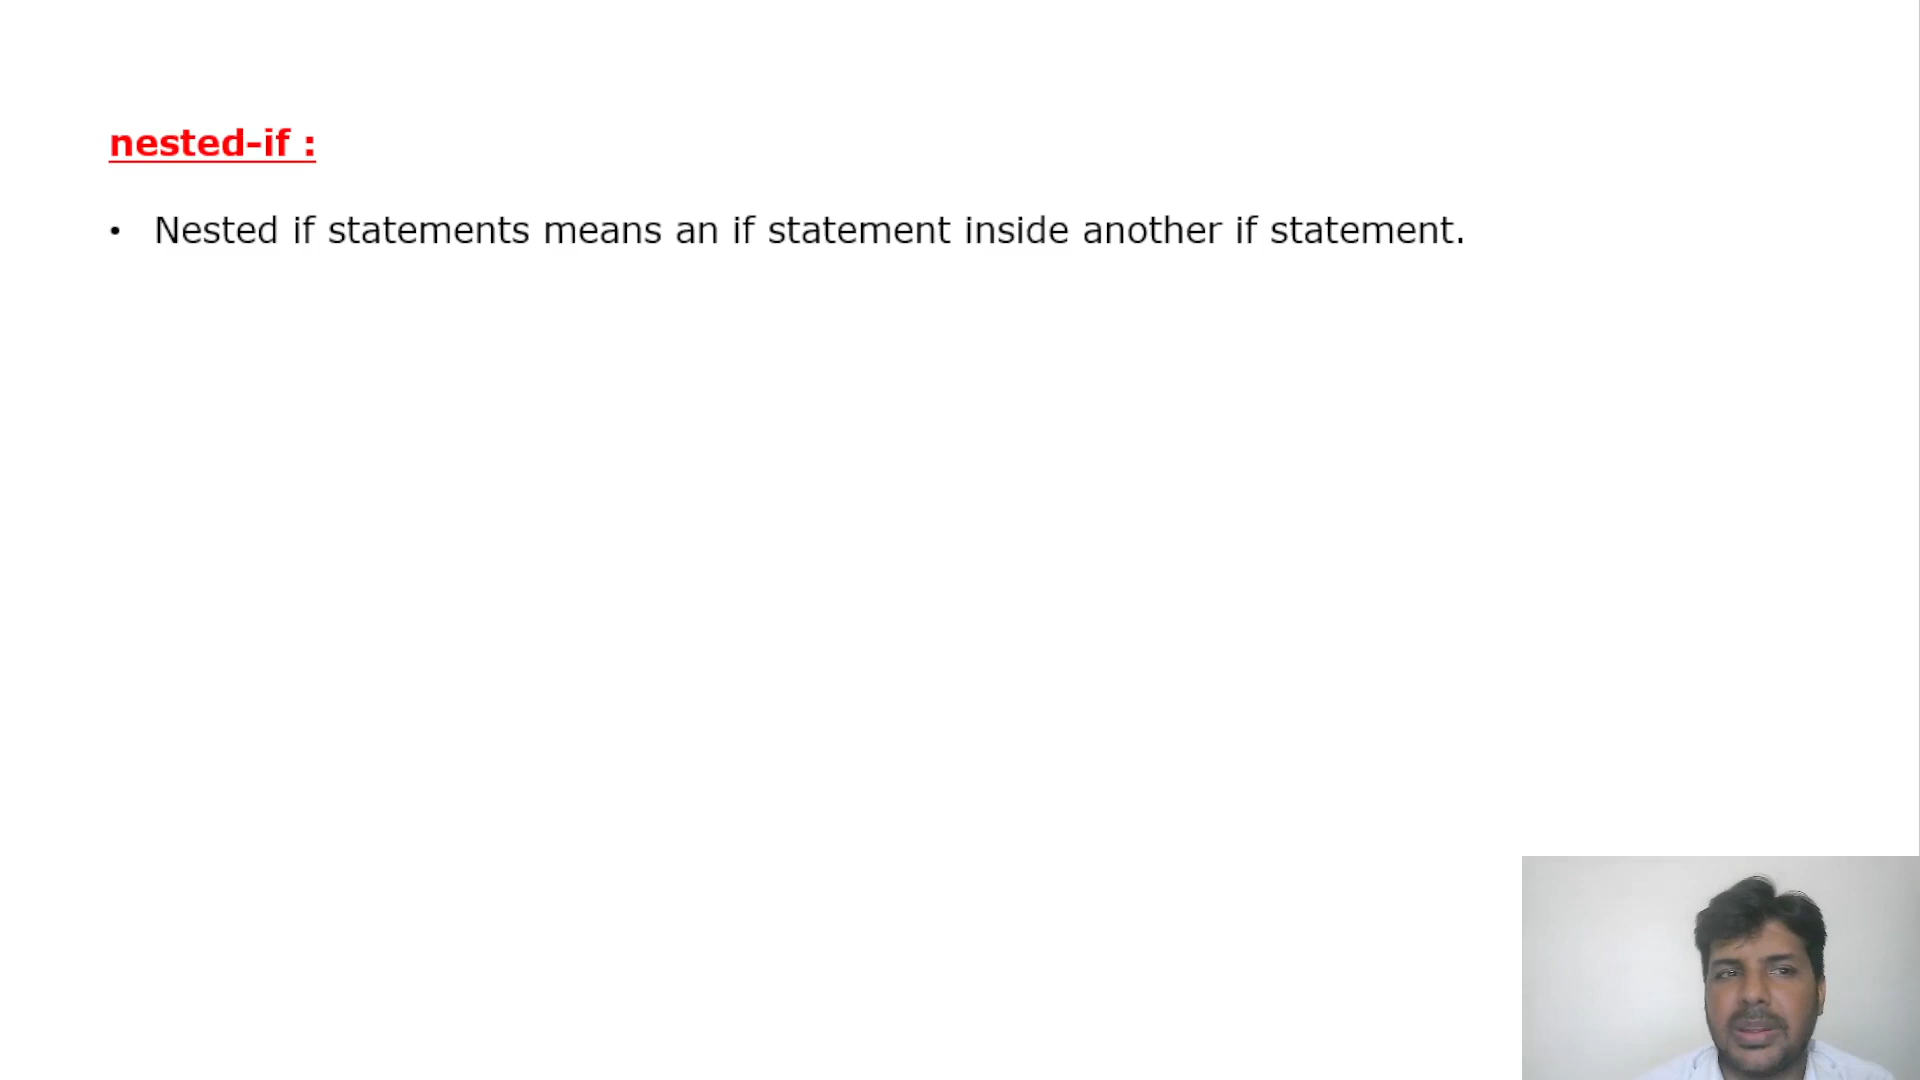 nested-if :
• Nested if statements means an if statement inside another if statement.